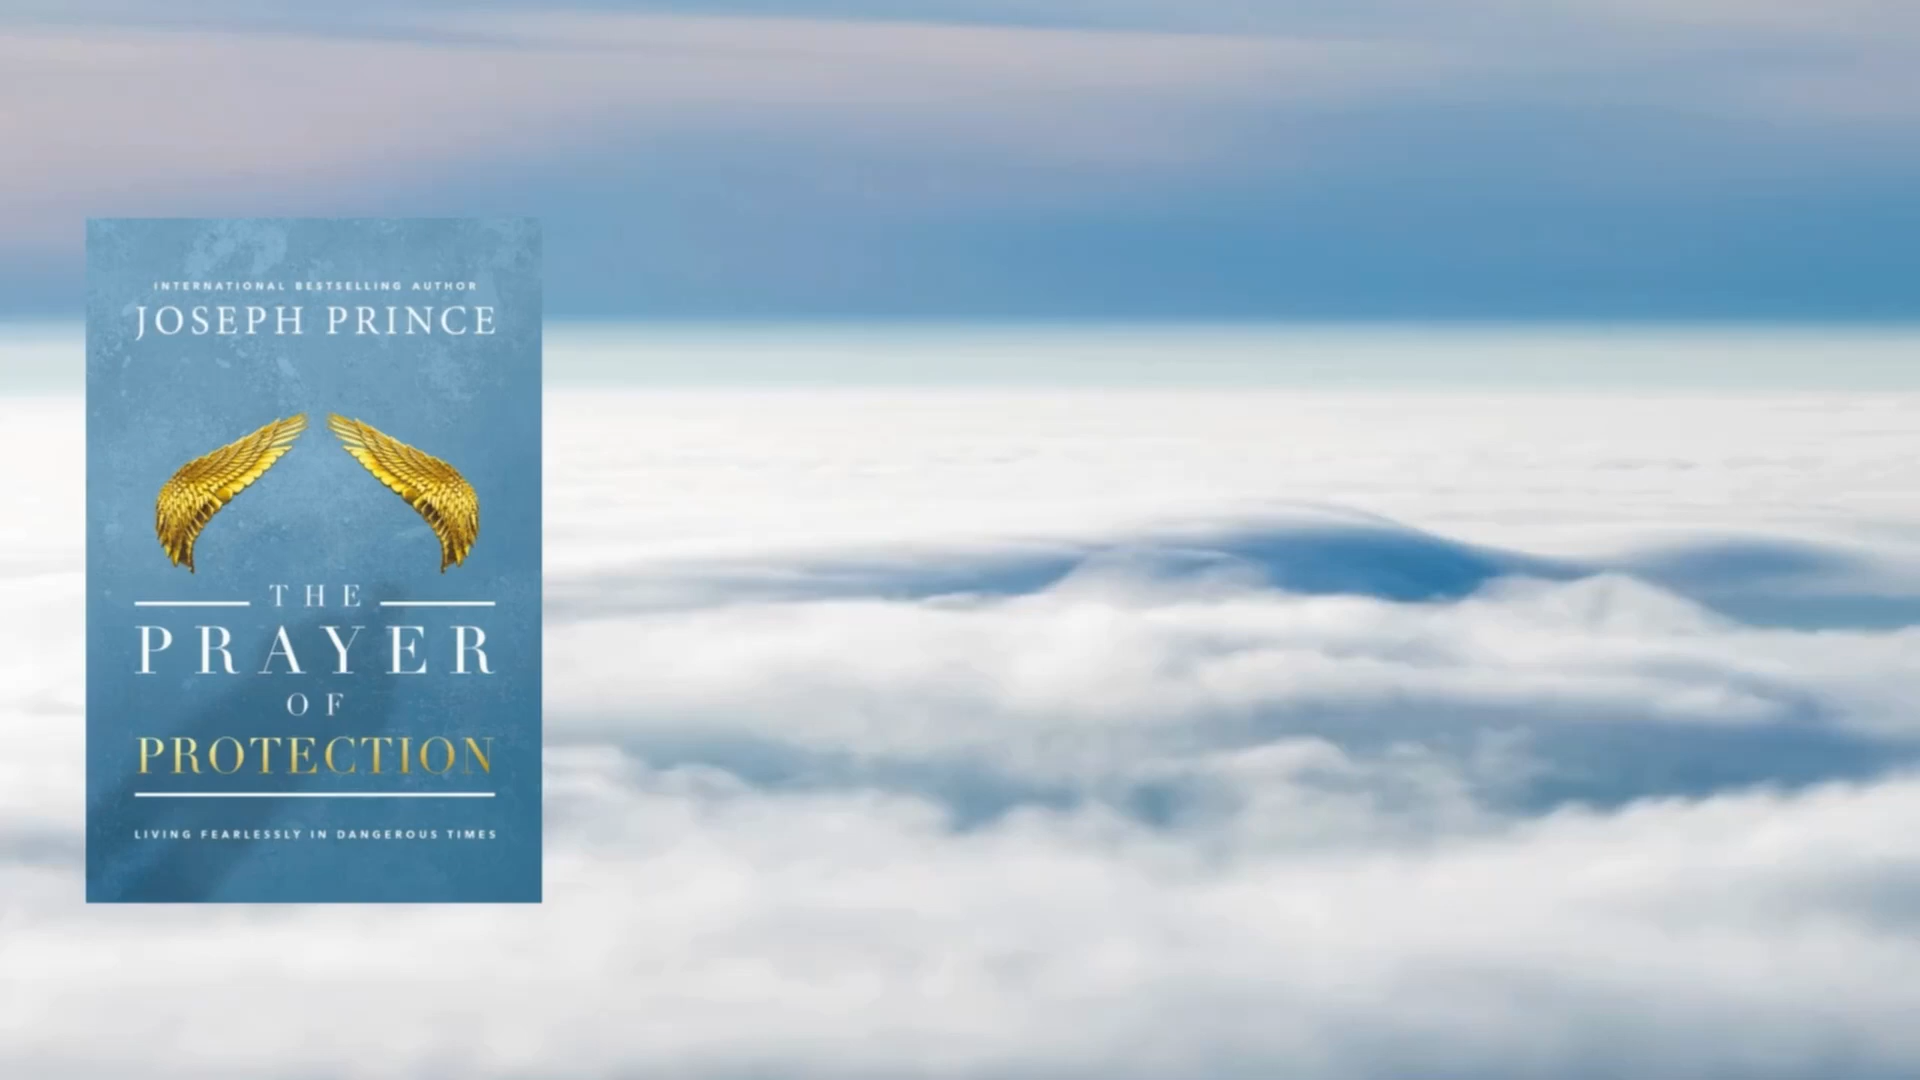 INTERNATIONAL BESTSELLING AUTHOR
JOSEPH PRINCE
THE
PRAYER
OF
PROTECTION
LIVING FEARLESSLY IN DANGEROUS TIMES